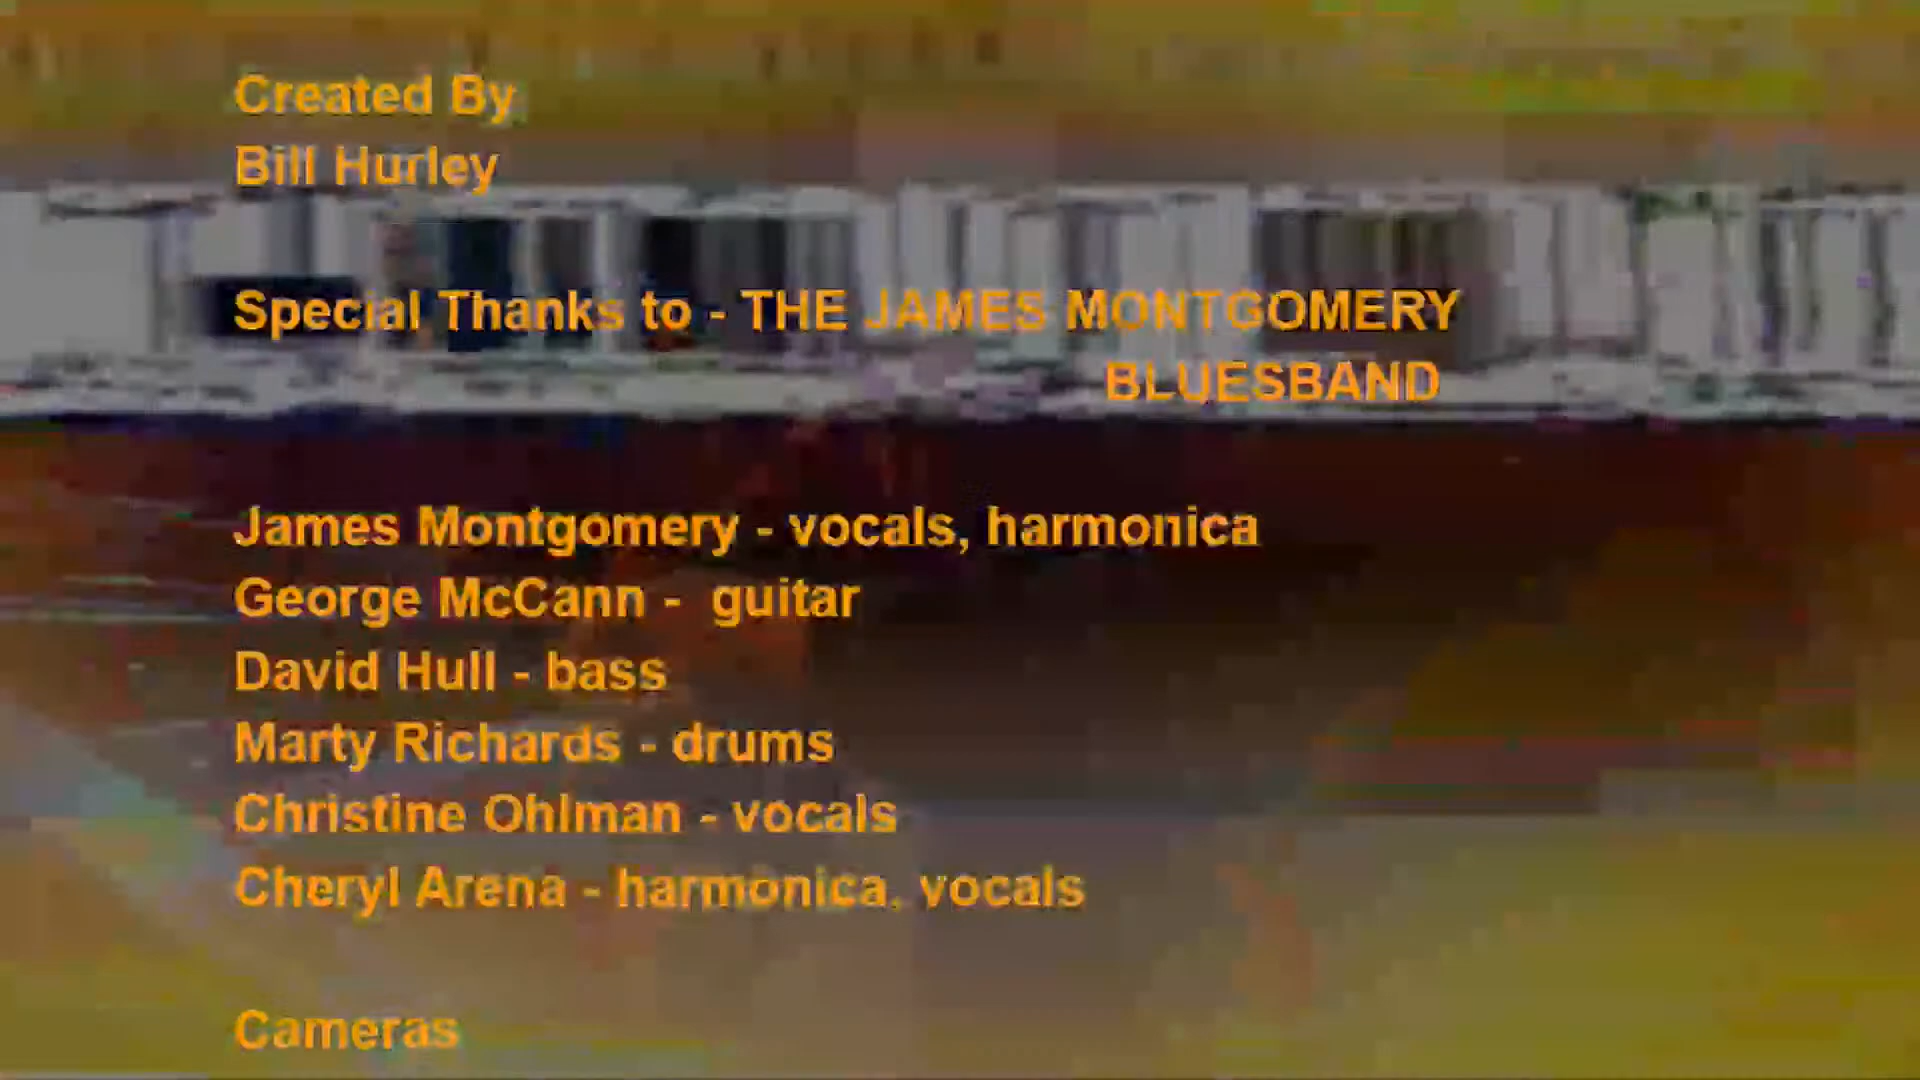 Created By
Bill Hurley
Special Thanks to - THE JAMES MONTGOMERY
BLUESBAND
James Montgomery - vocals, harmonica
George McCann -  guitar
David Hull - bass
Marty Richards - drums
Christine Ohlman - vocals
Cheryl Arena - harmonica, vocals
Cameras